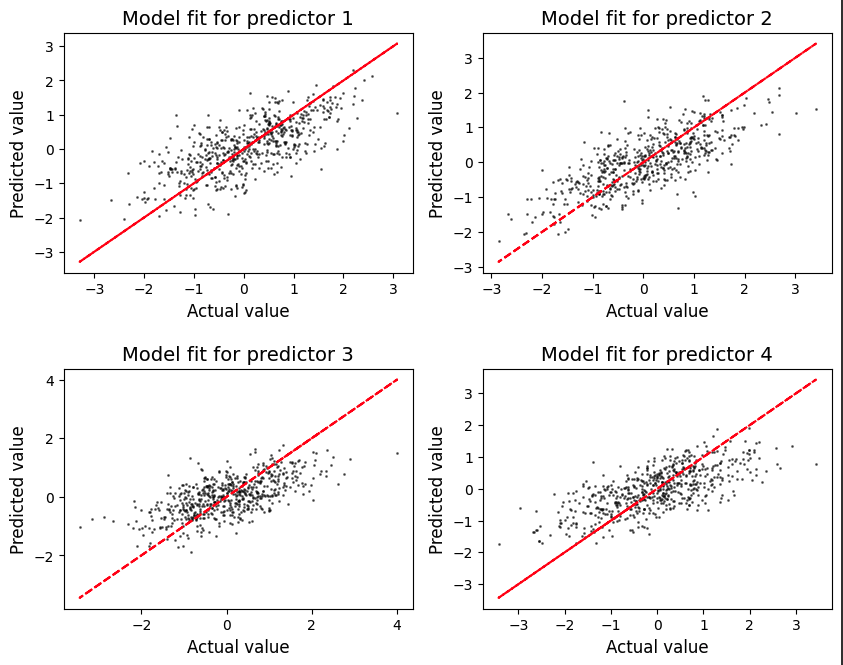 Model fit for predictor 1
3
2
1
0
−1
−2
−3
Predicted value
−3 −2 −1 0 1 2 3
Actual value
Model fit for predictor 2
3
2
1
0
−1
−2
−3
Predicted value
−3 −2 −1 0 1 2 3
Actual value
Model fit for predictor 3
4
2
0
−2
Predicted value
−2 0 2 4
Actual value
Model fit for predictor 4
3
2
1
0
−1
−2
−3
Predicted value
−3 −2 −1 0 1 2 3
Actual value